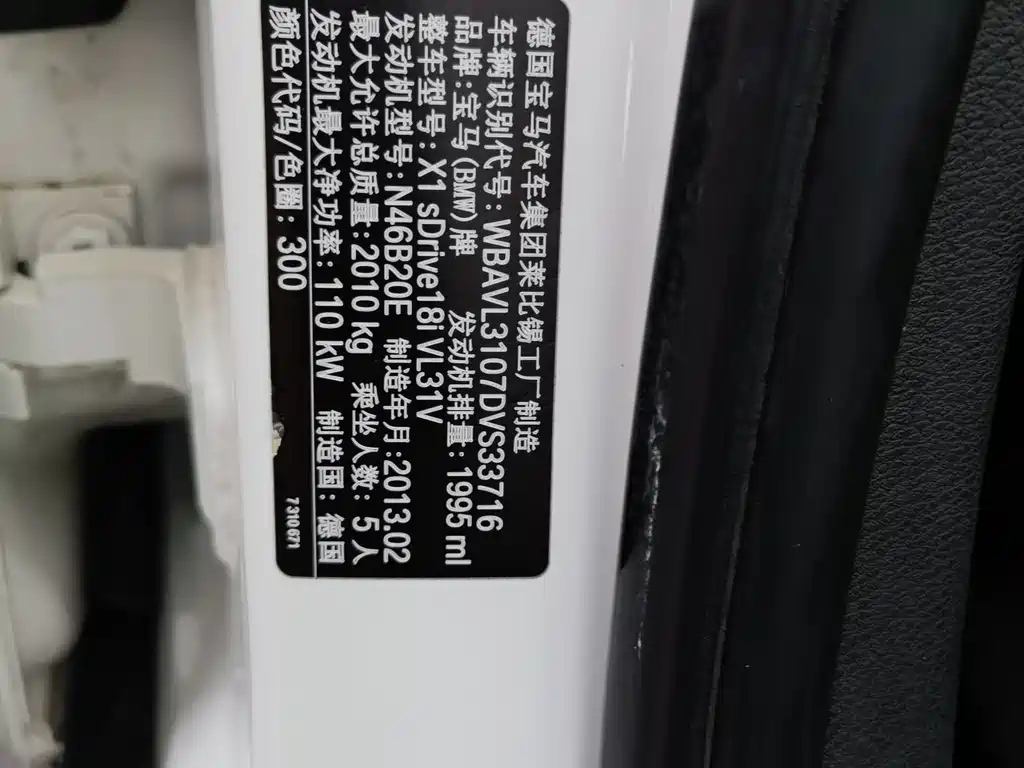 德国宝马汽车集团莱比锡工厂制造
车辆识别代号: WBAVL3107DVS33716
品牌:宝马(BMW)牌 发动机排量: 1995 ml
整车型号: X1 sDrive18i VL31V
发动机型号: N46B20E 制造年月:2013.02
最大允许总质量: 2010 kg 乘坐人数: 5人
发动机最大净功率: 110 kW 制造国: 德国
颜色代码/色圈: 300
7310671